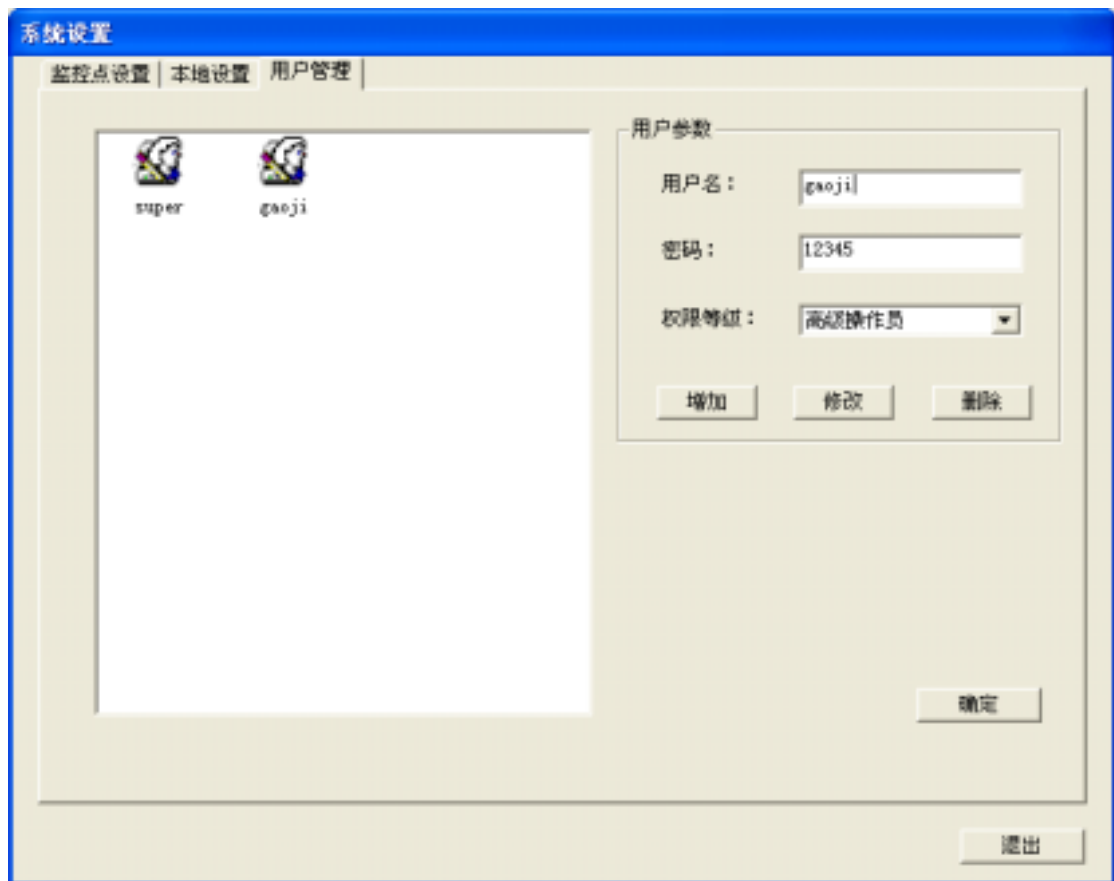 系统设置
监控点设置 本地设置 用户管理
super gaoji
用户参数
用户名： gaoji
密码： 12345
权限等级： 高级操作员
增加 修改 删除
确定
退出